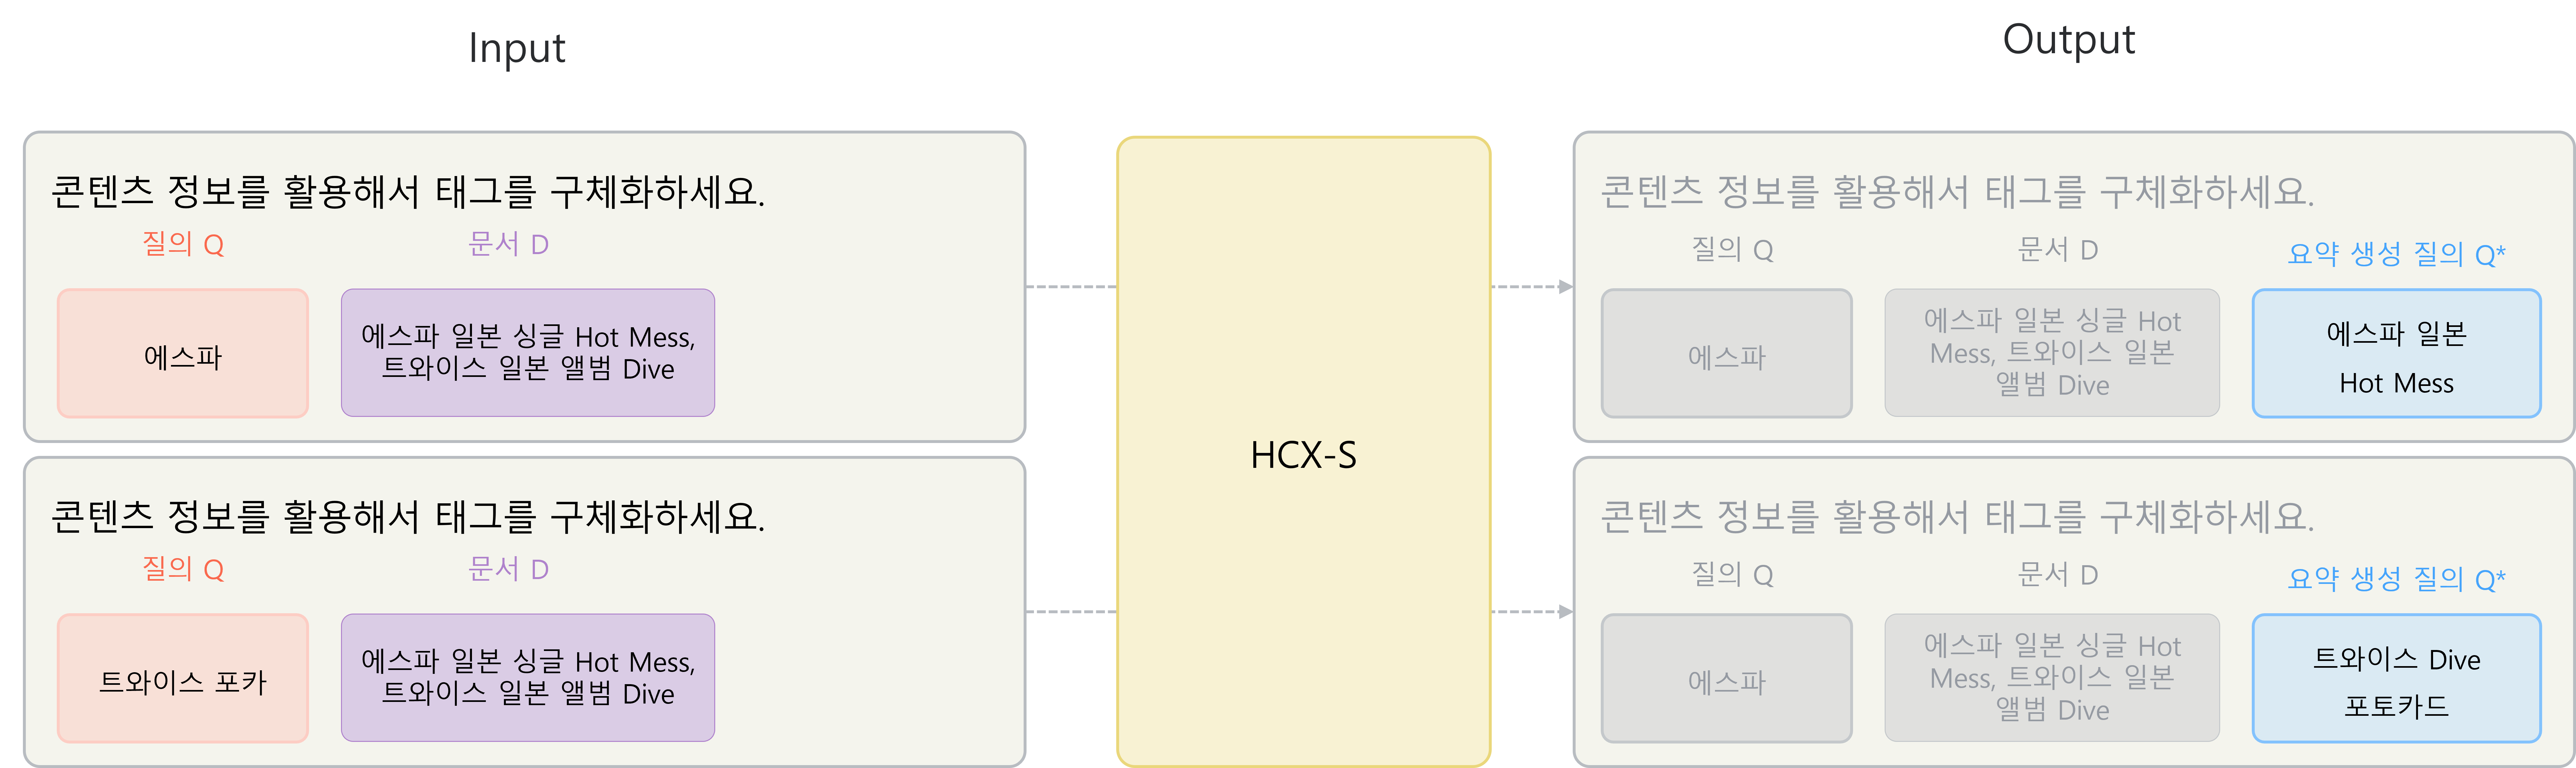 Input
Output
콘텐츠 정보를 활용해서 태그를 구체화하세요.
질의 Q
문서 D
에스파
에스파 일본 싱글 Hot Mess,
트와이스 일본 앨범 Dive
콘텐츠 정보를 활용해서 태그를 구체화하세요.
질의 Q
문서 D
트와이스 포카
에스파 일본 싱글 Hot Mess,
트와이스 일본 앨범 Dive
HCX-S
콘텐츠 정보를 활용해서 태그를 구체화하세요.
질의 Q
문서 D
요약 생성 질의 Q*
에스파
에스파 일본 싱글 Hot
Mess, 트와이스 일본
앨범 Dive
에스파 일본
Hot Mess
콘텐츠 정보를 활용해서 태그를 구체화하세요.
질의 Q
문서 D
요약 생성 질의 Q*
에스파
에스파 일본 싱글 Hot
Mess, 트와이스 일본
앨범 Dive
트와이스 Dive
포토카드